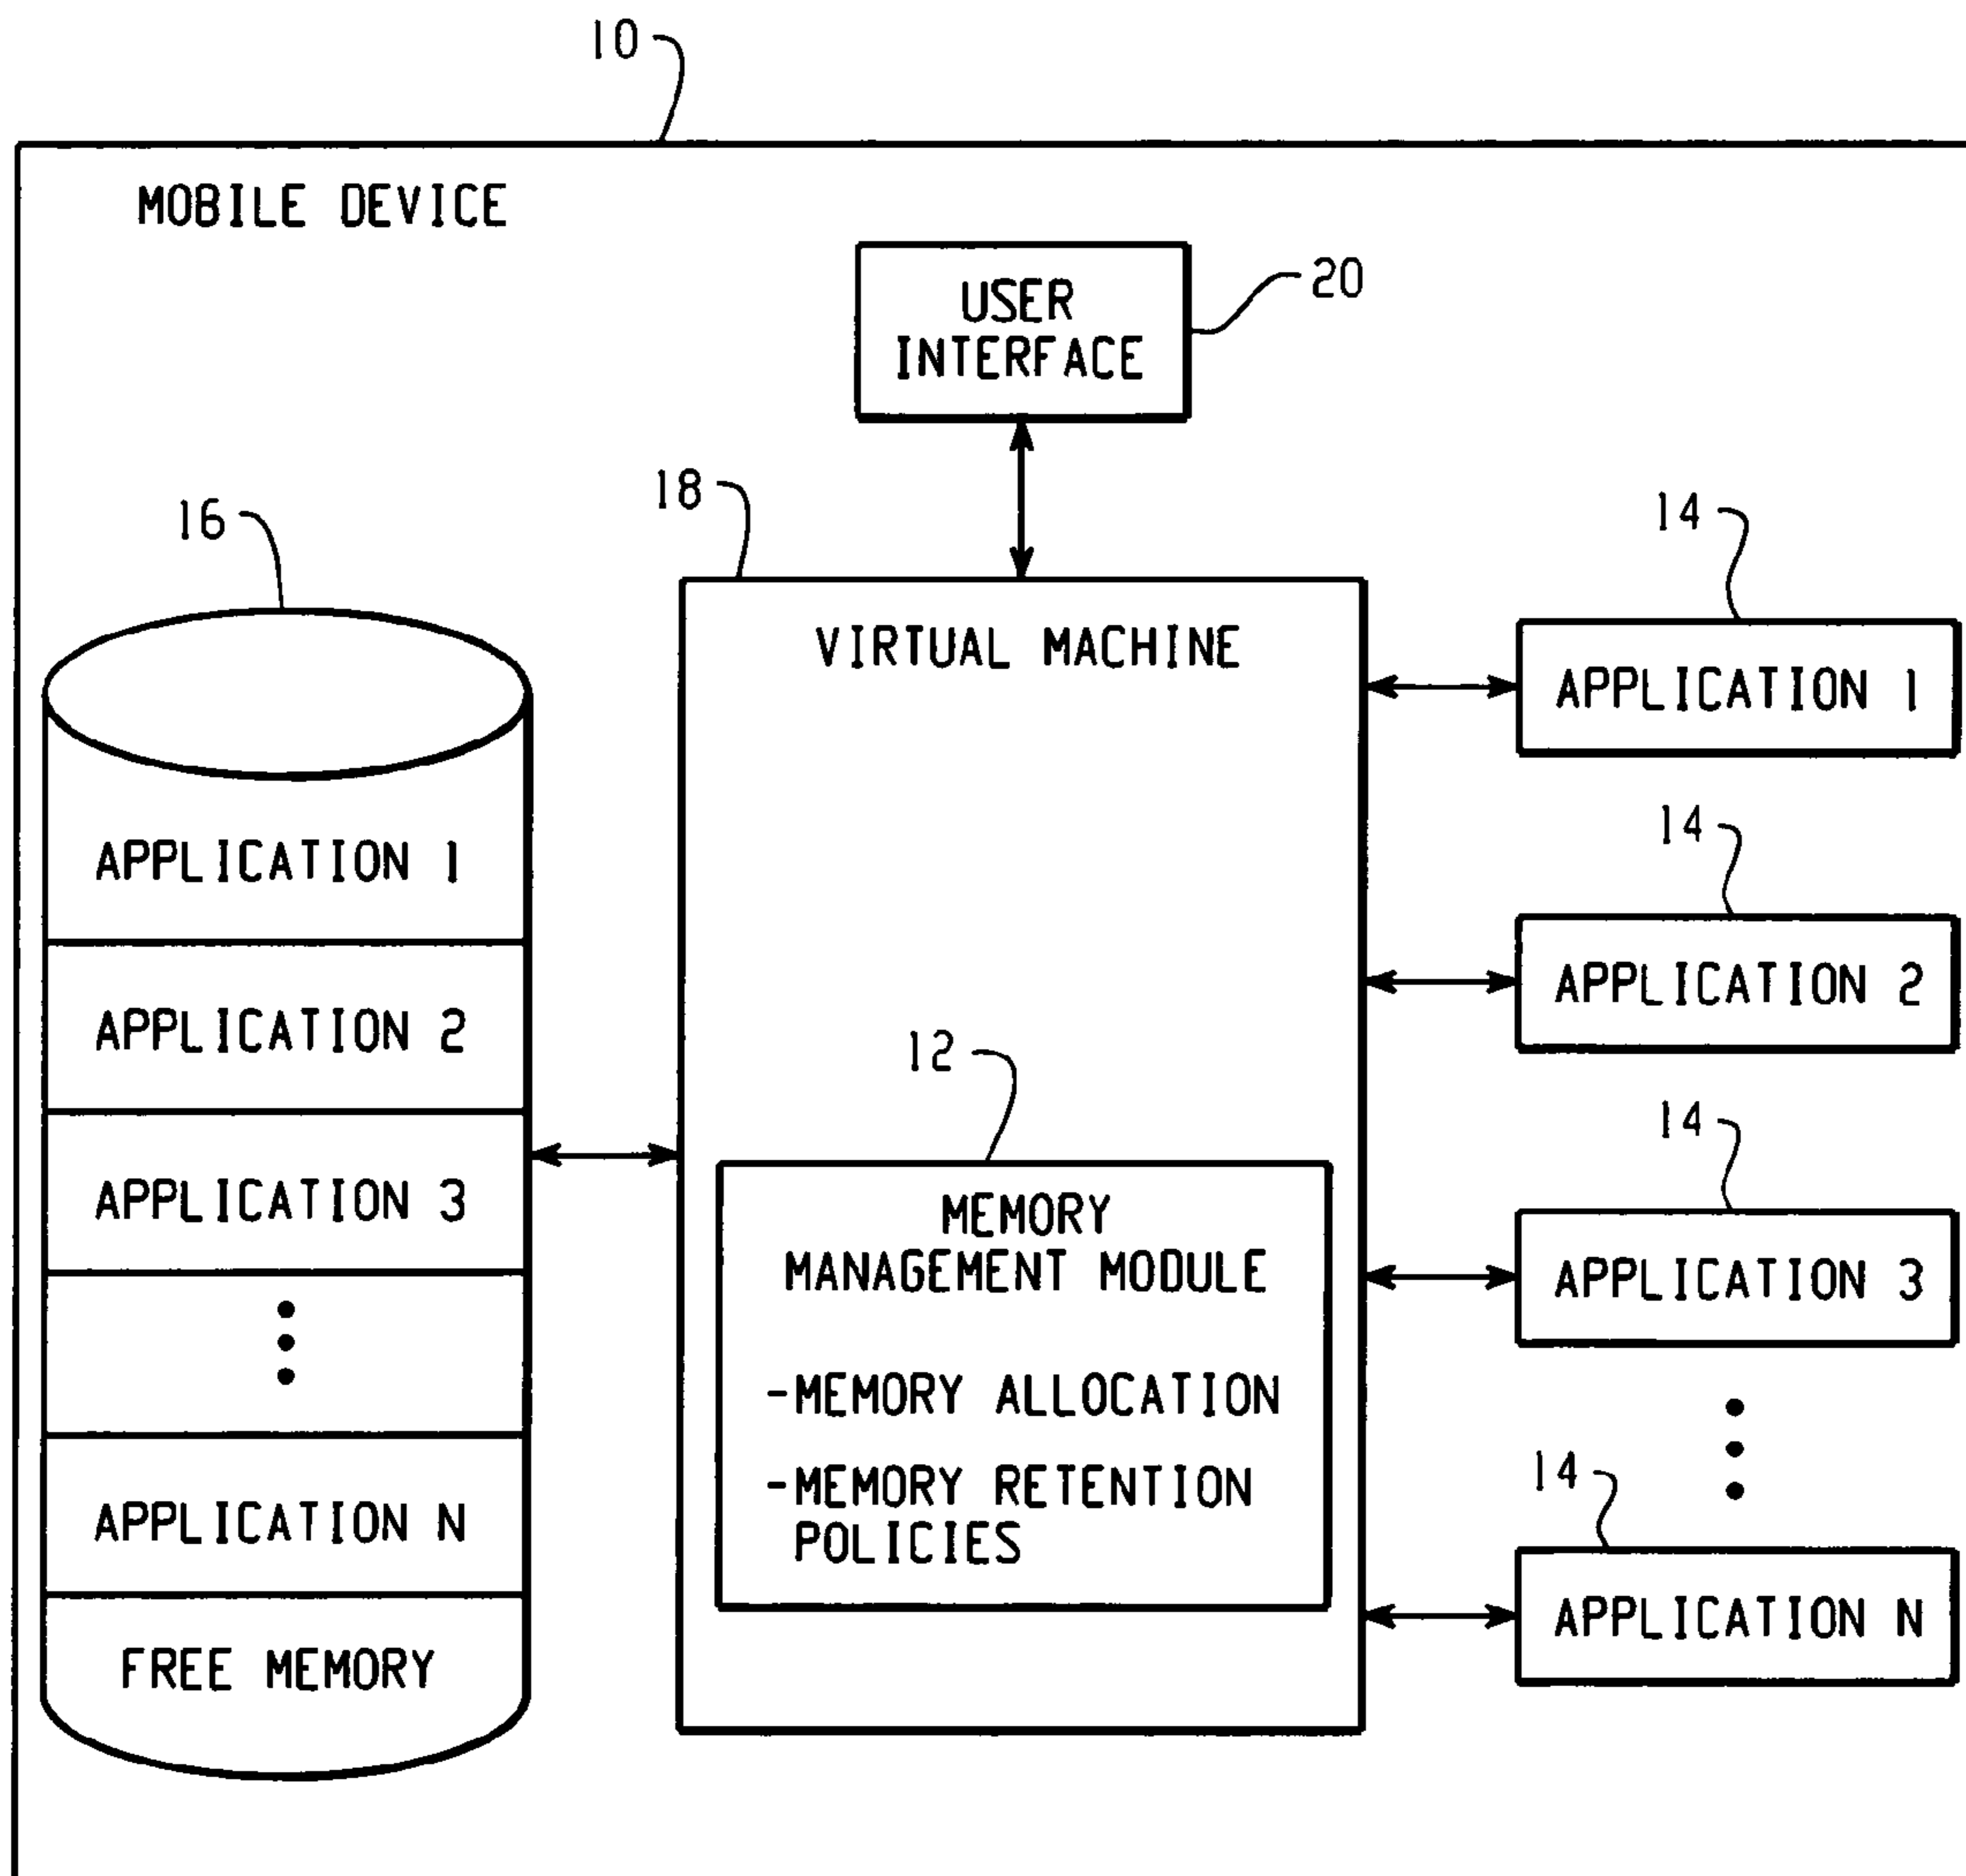 10
MOBILE DEVICE
USER
INTERFACE
20
16
18
14
VIRTUAL MACHINE
APPLICATION 1
APPLICATION 1
14
APPLICATION 2
APPLICATION 2
12
14
APPLICATION 3
MEMORY
MANAGEMENT MODULE
APPLICATION 3
-MEMORY ALLOCATION
-MEMORY RETENTION
POLICIES
14
APPLICATION N
APPLICATION N
FREE MEMORY